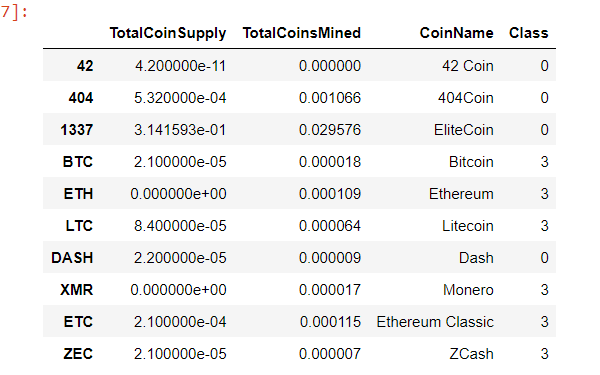 7]:
TotalCoinSupply TotalCoinsMined CoinName Class
42 4.200000e-11 0.000000 42 Coin 0
404 5.320000e-04 0.001066 404Coin 0
1337 3.141593e-01 0.029576 EliteCoin 0
BTC 2.100000e-05 0.000018 Bitcoin 3
ETH 0.000000e+00 0.000109 Ethereum 3
LTC 8.400000e-05 0.000064 Litecoin 3
DASH 2.200000e-05 0.000009 Dash 0
XMR 0.000000e+00 0.000017 Monero 3
ETC 2.100000e-04 0.000115 Ethereum Classic 3
ZEC 2.100000e-05 0.000007 ZCash 3